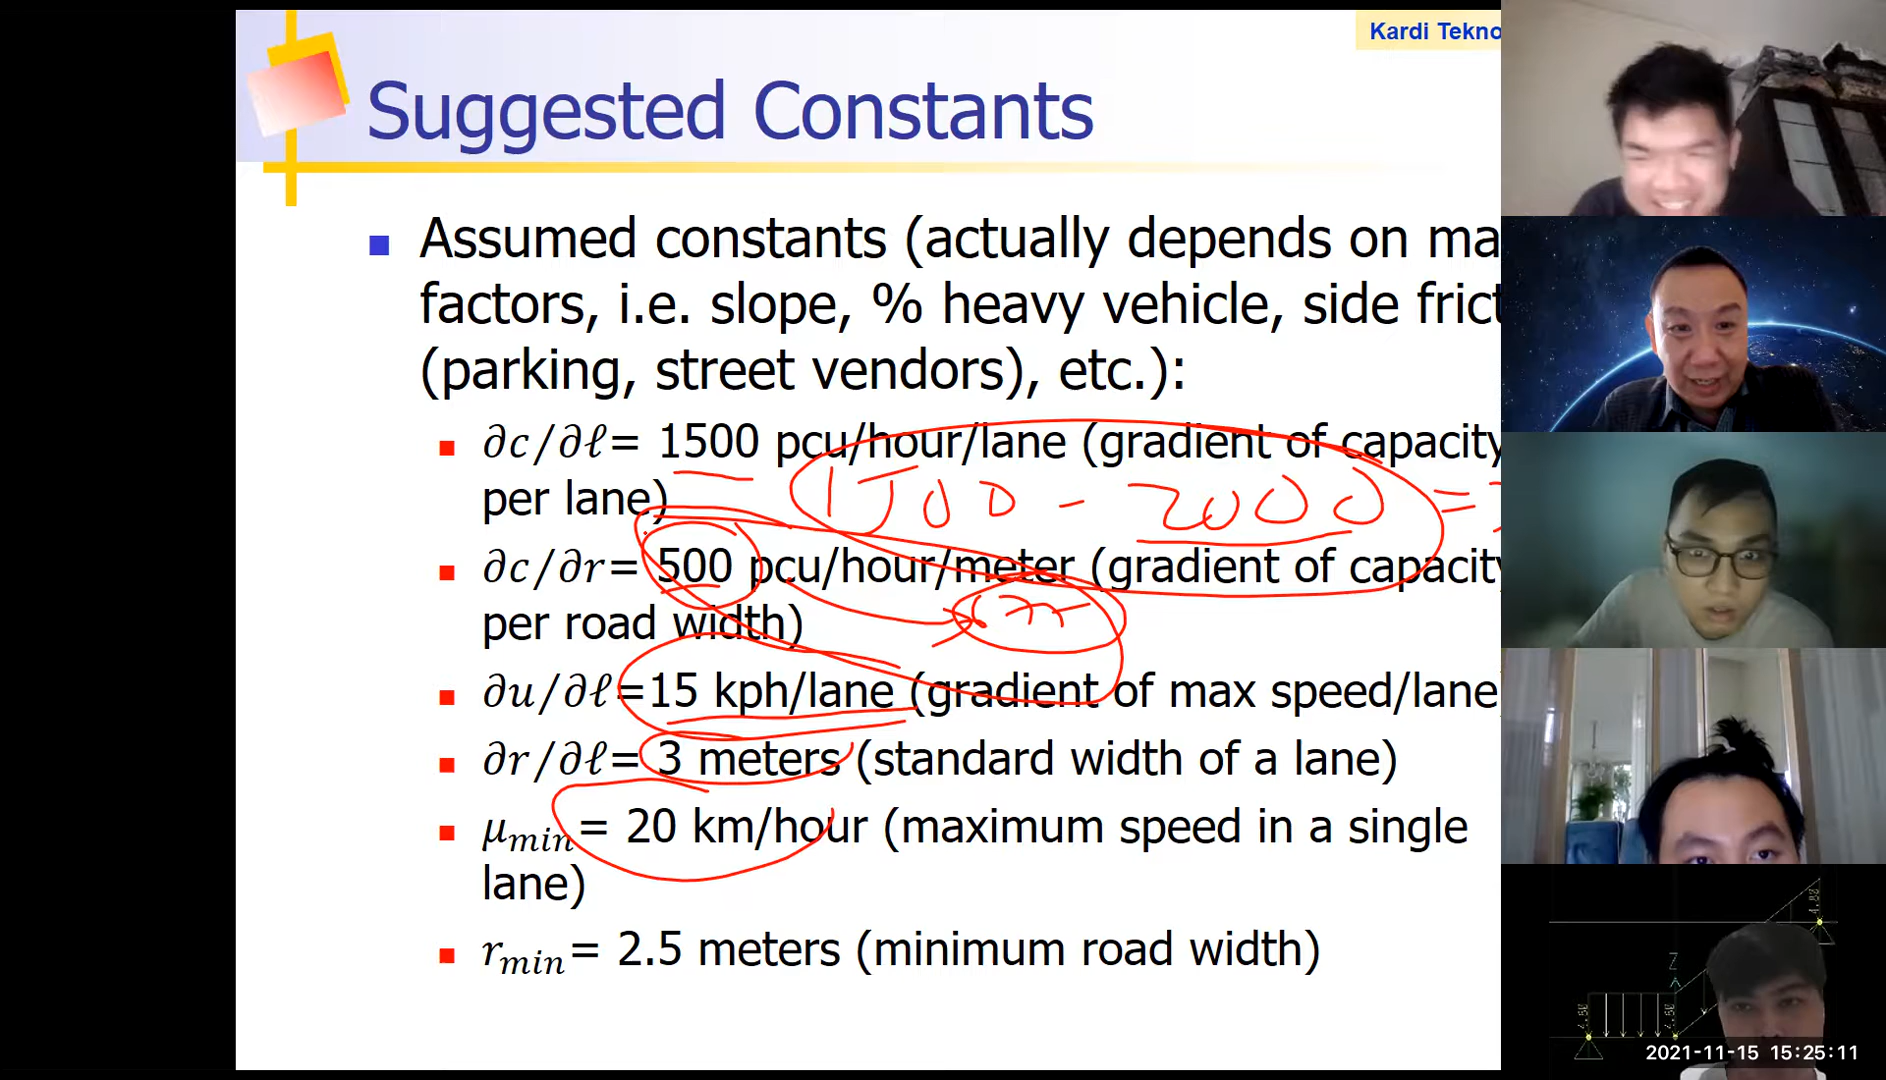 Kardi Tekno
Suggested Constants
Assumed constants (actually depends on ma
factors, i.e. slope, % heavy vehicle, side frict
(parking, street vendors), etc.):
∂c/∂ℓ= 1500 pcu/hour/lane (gradient of capacity
per lane)
1500 - 2000 =
∂c/∂r= 500 pcu/hour/meter (gradient of capacity
per road width)
∂u/∂ℓ=15 kph/lane (gradient of max speed/lane
∂r/∂ℓ= 3 meters (standard width of a lane)
μmin= 20 km/hour (maximum speed in a single
lane)
rmin= 2.5 meters (minimum road width)
Z
2021-11-15 15:25:11